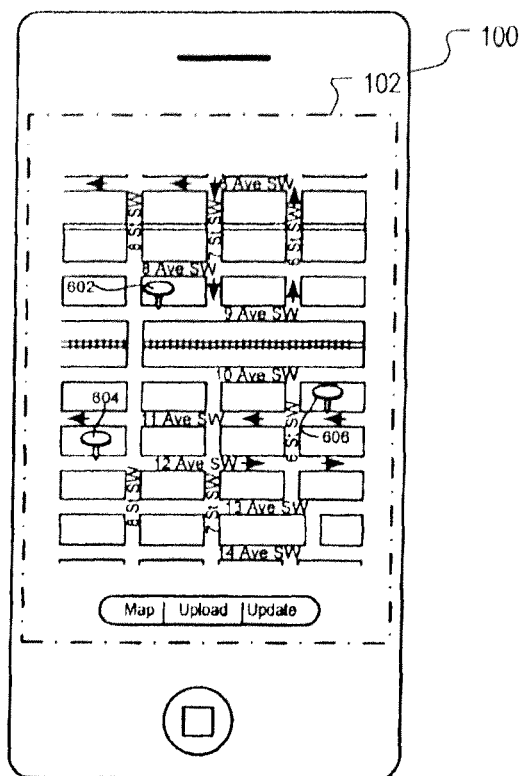 100
102
Ave SW
8 St SW
7 St SW
6 St SW
8 Ave SW
602
9 Ave SW
10 Ave SW
604
11 Ave SW
606
6 St SW
12 Ave SW
8 St SW
7 St SW
13 Ave SW
14 Ave SW
Map Upload Update